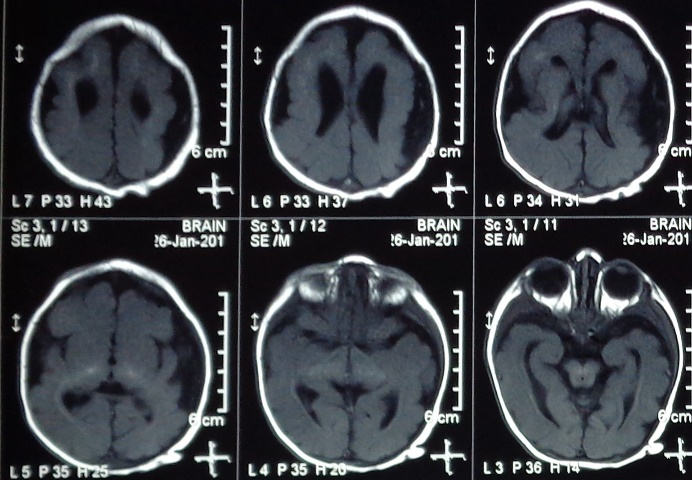 6 cm
L 7 P 33 H 43
cm
L 6 P 33 H 37
6 cm
L 6 P 34 H 31
Sc 3, 1 / 13 BRAIN
SE /M 26-Jan-201
Sc 3, 1 / 12 BRAIN
SE /M 26-Jan-201
Sc 3, 1 / 11 BRAIN
SE /M 26-Jan-201
6 cm
L 5 P 35 H 25
6 cm
L 4 P 35 H 20
6 cm
L 3 P 36 H 14